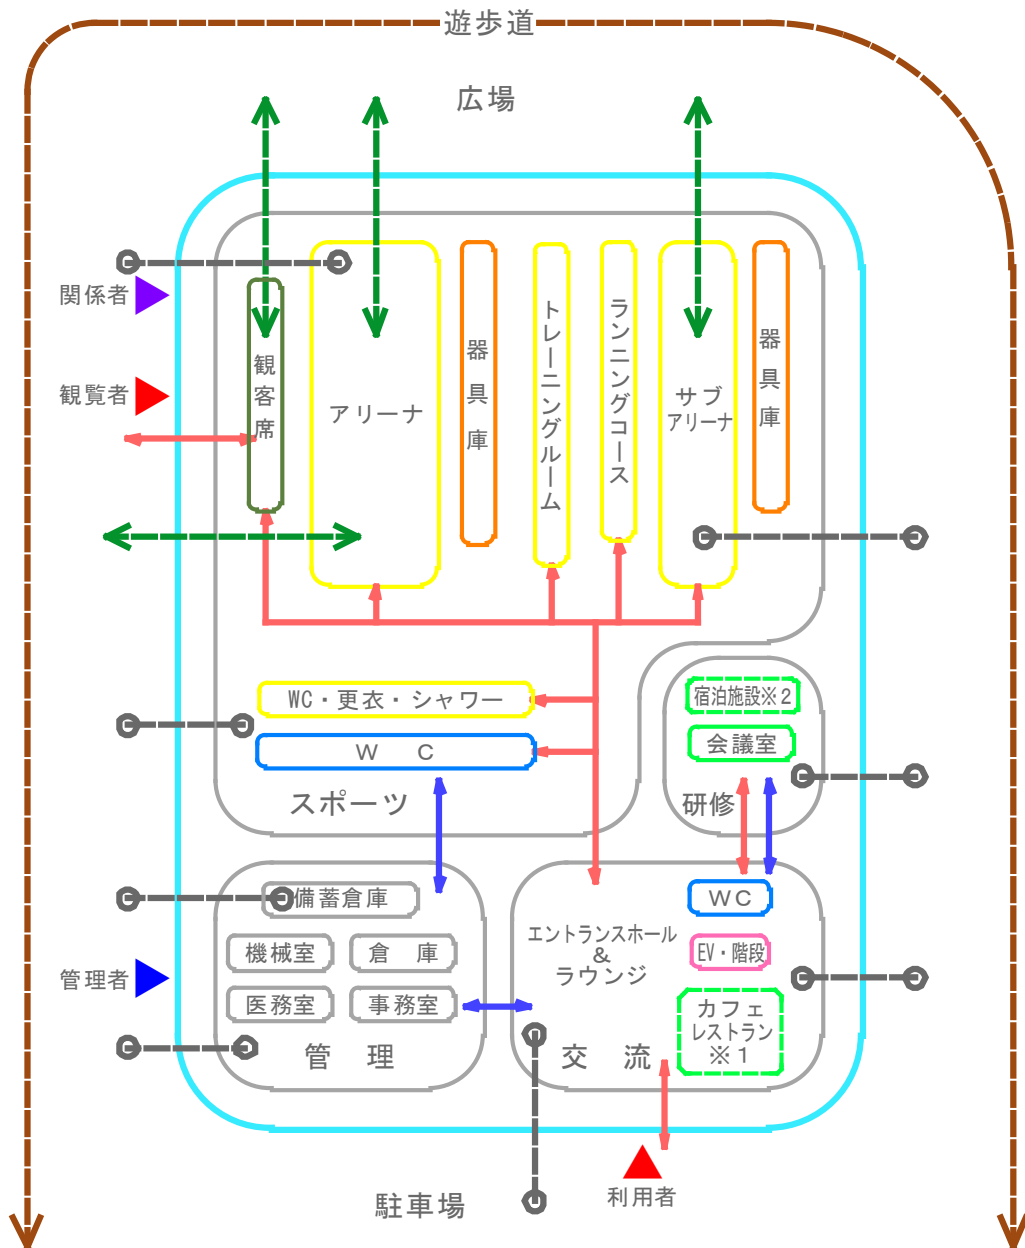 遊歩道
広場
関係者
観覧者
観客席
アリーナ
器具庫
トレーニングルーム
ランニングコース
サブ
アリーナ
器具庫
WC・更衣・シャワー
W C
スポーツ
宿泊施設※2
会議室
研修
備蓄倉庫
機械室
倉 庫
医務室
事務室
管 理
管理者
エントランスホール
&
ラウンジ
WC
EV・階段
カフェ
レストラン
※1
交 流
駐車場
利用者